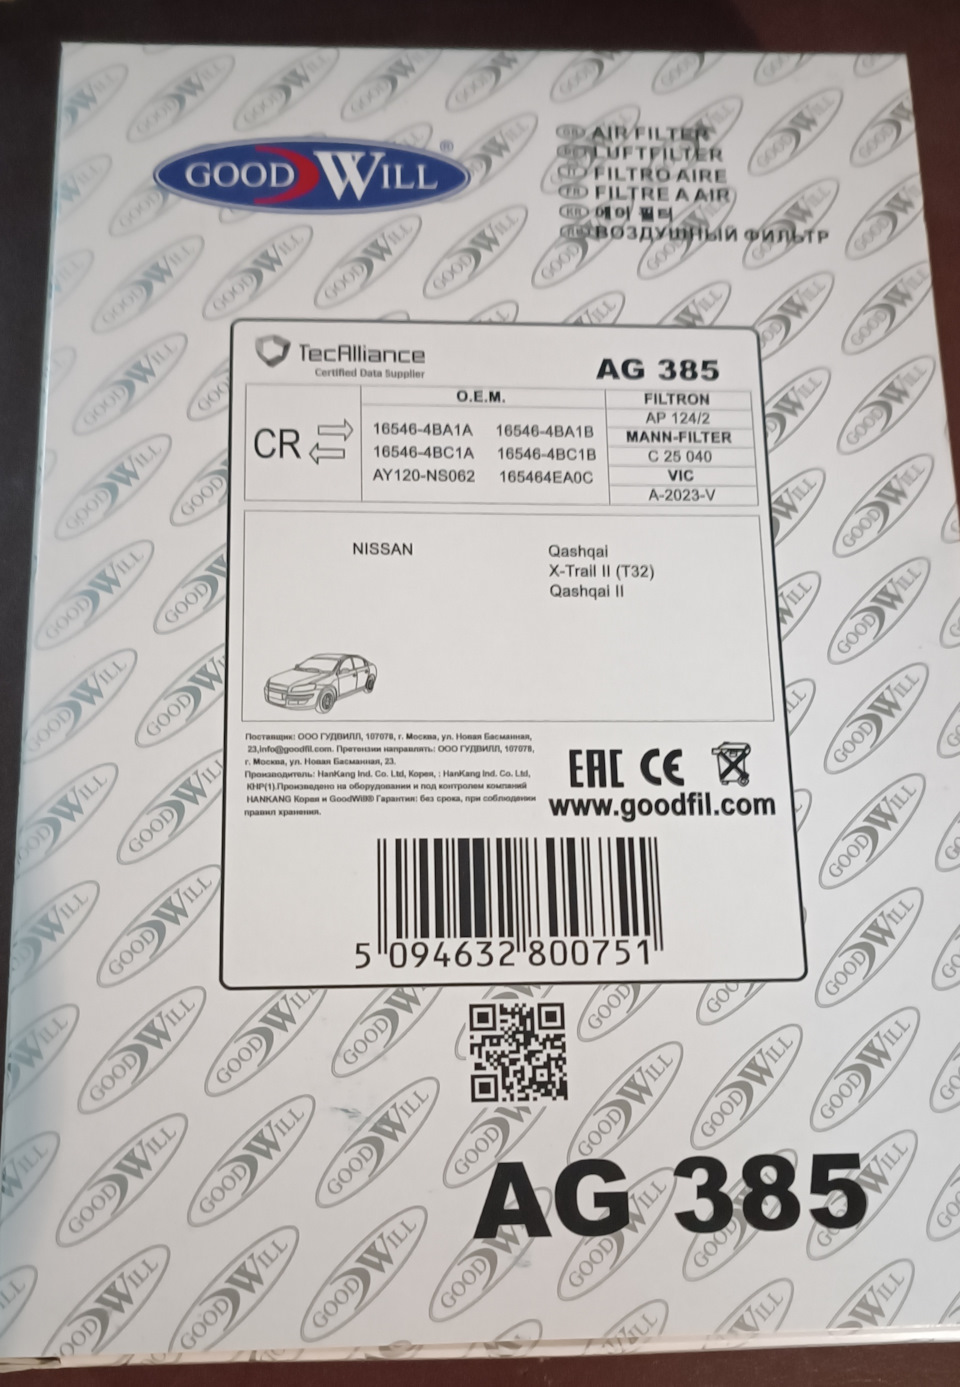 GOODWILL®
GB AIR FILTER
LUFTFILTER
FILTRO AIRE
FR FILTRE A AIR
KR 에어 필터
ВОЗДУШНЫЙ ФИЛЬТР
TecAlliance
Certified Data Supplier
AG 385
CR
O.E.M.
16546-4BA1A 16546-4BA1B
16546-4BC1A 16546-4BC1B
AY120-NS062 165464EA0C
FILTRON
AP 124/2
MANN-FILTER
C 25 040
VIC
A-2023-V
NISSAN
Qashqai
X-Trail II (T32)
Qashqai II
Поставщик: ООО ГУДВИЛЛ, 107078, г. Москва, ул. Новая Басманная,
23,info@goodfil.com. Претензии направлять: ООО ГУДВИЛЛ, 107078,
г. Москва, ул. Новая Басманная, 23.
Производитель: HanKang Ind. Co. Ltd, Корея, : HanKang Ind. Co. Ltd,
КНР(1).Произведено на оборудовании и под контролем компаний
HANKANG Корея и GoodWill® Гарантия: без срока, при соблюдении
правил хранения.
EAC CE
www.goodfil.com
5 094632 800751
AG 385